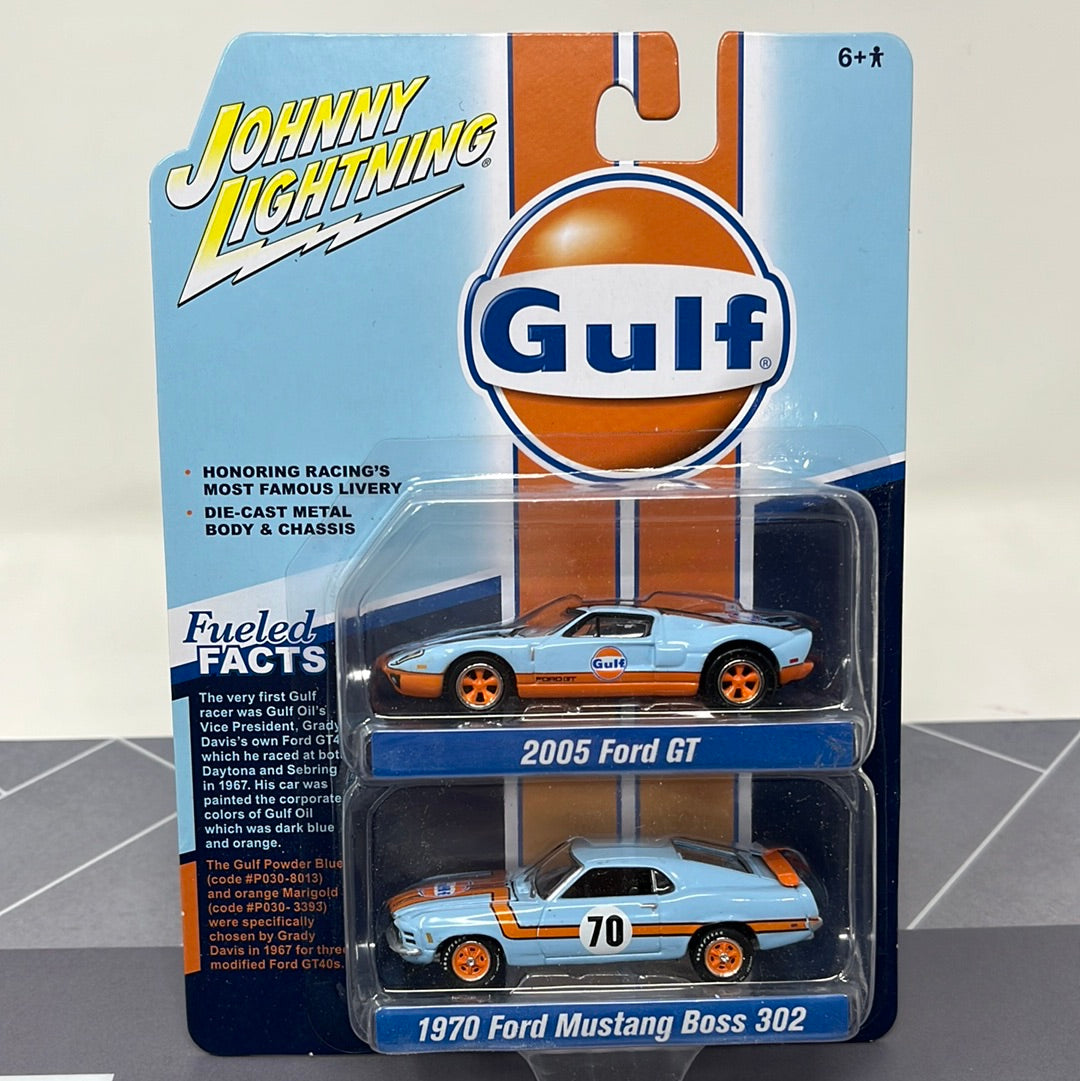 6+
JOHNNY
LIGHTNING®
Gulf®
• HONORING RACING'S
MOST FAMOUS LIVERY
• DIE-CAST METAL
BODY & CHASSIS
Fueled
FACTS
The very first Gulf
racer was Gulf Oil's
Vice President, Grady
Davis's own Ford GT4
which he raced at both
Daytona and Sebring
in 1967. His car was
painted the corporate
colors of Gulf Oil
which was dark blue
and orange.
The Gulf Powder Blue
(code #P030-8013)
and orange Marigold
(code #P030- 3393)
were specifically
chosen by Grady
Davis in 1967 for three
modified Ford GT40s.
Gulf
FORD GT
2005 Ford GT
Gulf
70
1970 Ford Mustang Boss 302